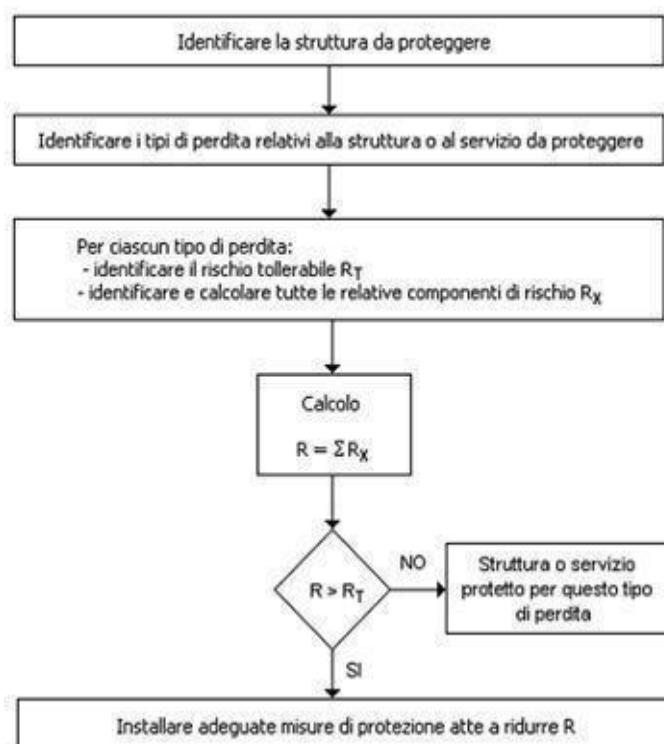 Identificare la struttura da proteggere
Identificare i tipi di perdita relativi alla struttura o al servizio da proteggere
Per ciascun tipo di perdita:
- identificare il rischio tollerabile RT
- identificare e calcolare tutte le relative componenti di rischio RX
Calcolo
R = ΣRX
R > RT
NO
Struttura o servizio
protetto per questo tipo
di perdita
SI
Installare adeguate misure di protezione atte a ridurre R